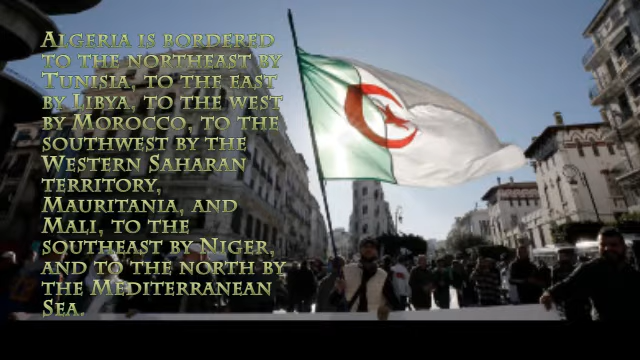 Algeria is bordered
to the northeast by
Tunisia, to the east
by Libya, to the west
by Morocco, to the
southwest by the
Western Saharan
territory,
Mauritania, and
Mali, to the
southeast by Niger,
and to the north by
the Mediterranean
Sea.